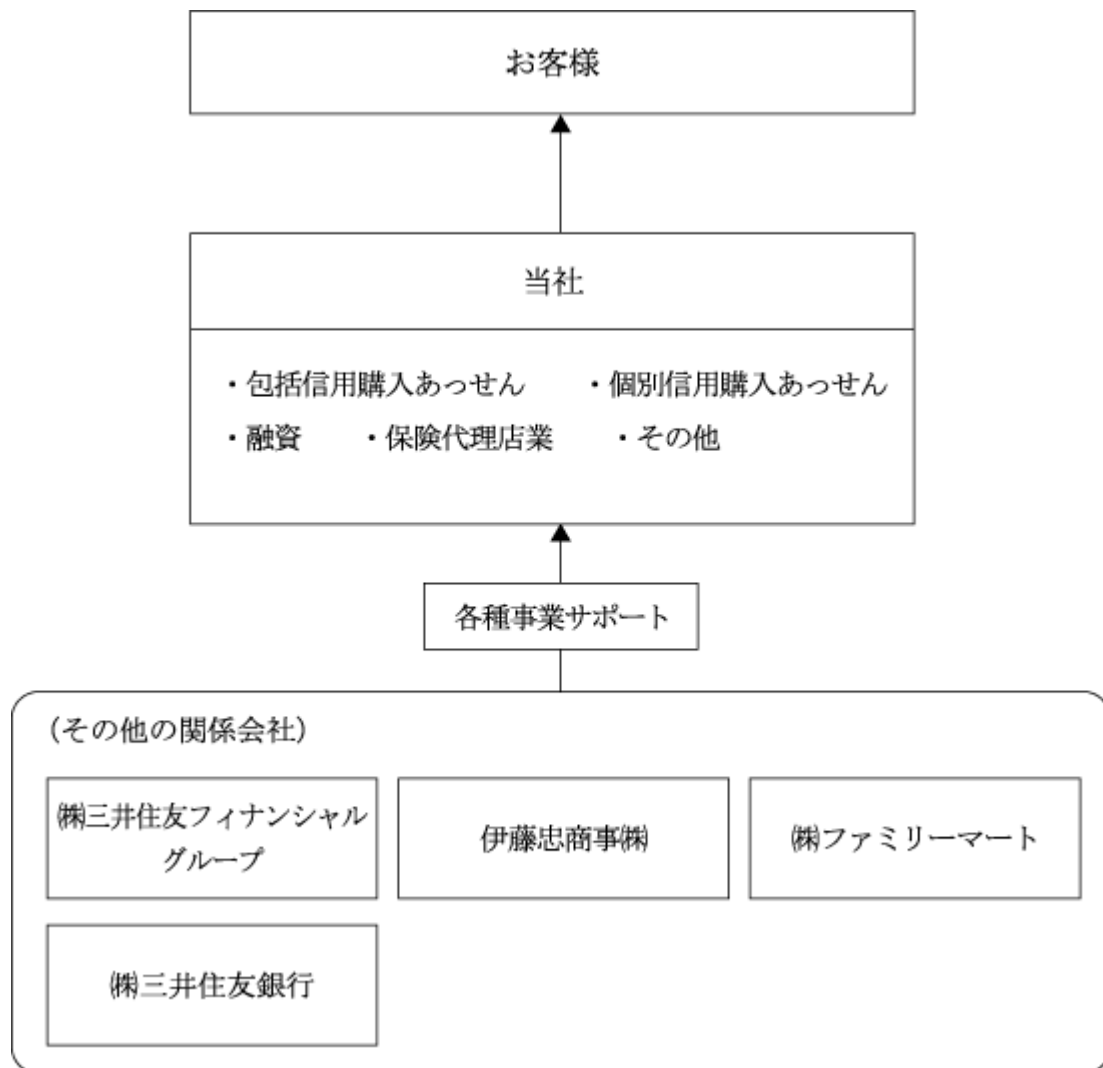 お客様
当社
・包括信用購入あっせん ・個別信用購入あっせん
・融資 ・保険代理店業 ・その他
各種事業サポート
(その他の関係会社)
㈱三井住友フィナンシャル
グループ
伊藤忠商事㈱
㈱ファミリーマート
㈱三井住友銀行